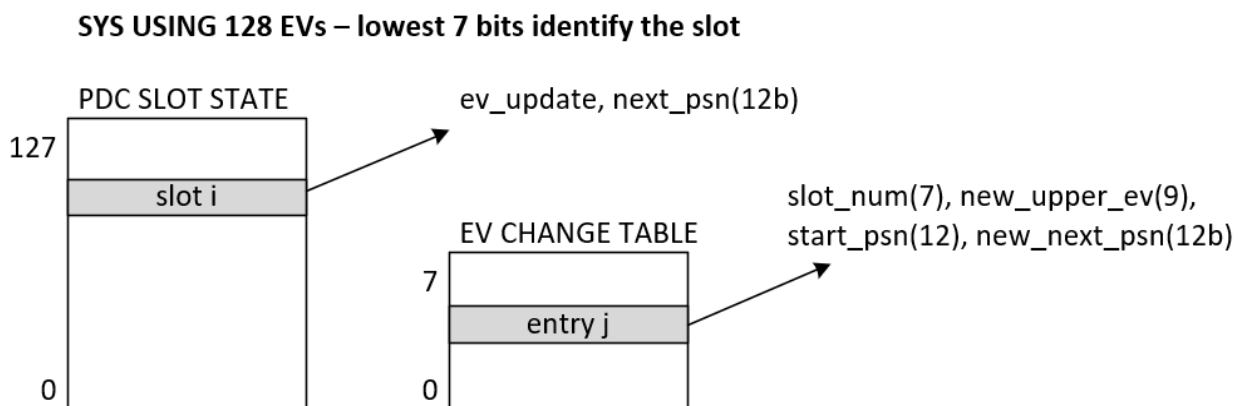 SYS USING 128 EVs – lowest 7 bits identify the slot
PDC SLOT STATE
ev_update, next_psn(12b)
127
slot i
slot_num(7), new_upper_ev(9),
start_psn(12), new_next_psn(12b)
EV CHANGE TABLE
7
entry j
0
0